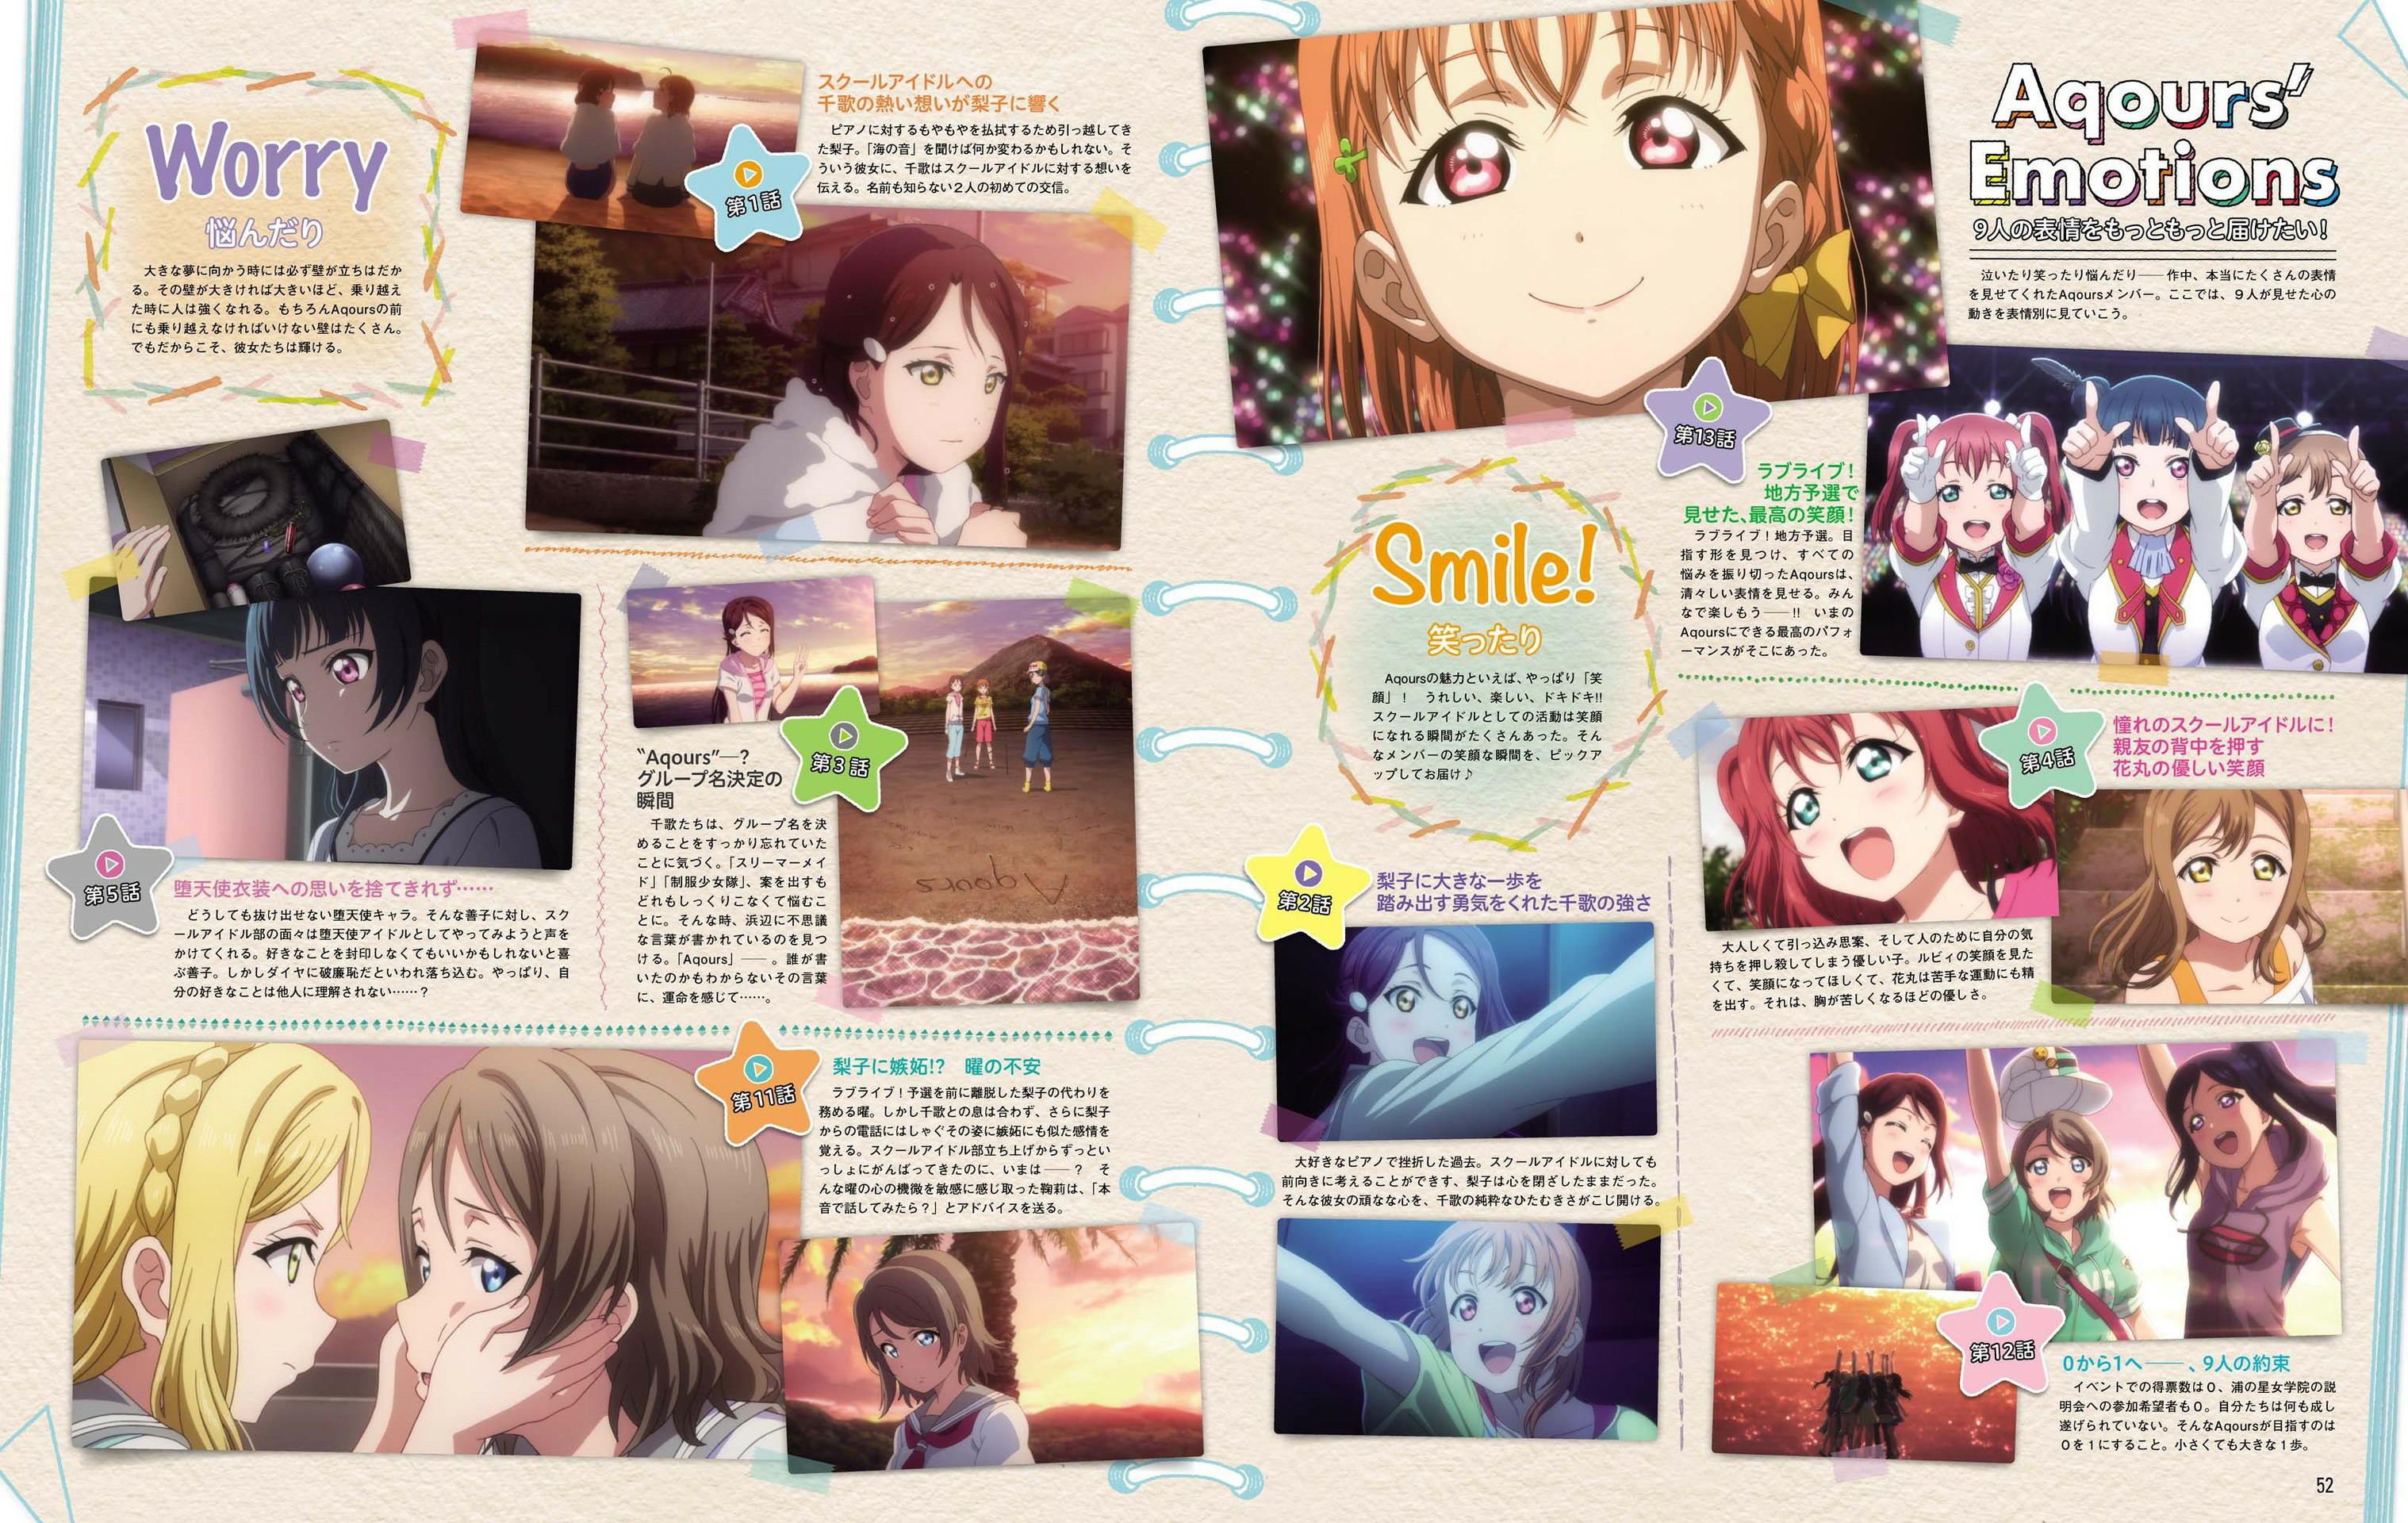 Aqours'
Emotions
9人の表情をもっともっと届けたい!
泣いたり笑ったり悩んだり── 作中、本当にたくさんの表情
を見せてくれたAqoursメンバー。ここでは、9人が見せた心の
動きを表情別に見ていこう。
第13話
ラブライブ!
地方予選で
見せた、最高の笑顔!
ラブライブ!地方予選。目
指す形を見つけ、すべての
悩みを振り切ったAqoursは、
清々しい表情を見せる。みん
なで楽しもう──!! いまの
Aqoursにできる最高のパフォ
ーマンスがそこにあった。
Smile!
笑ったり
Aqoursの魅力といえば、やっぱり「笑
顔」! うれしい、楽しい、ドキドキ!!
スクールアイドルとしての活動は笑顔
になれる瞬間がたくさんあった。そん
なメンバーの笑顔な瞬間を、ピックア
ップしてお届け♪
第4話
憧れのスクールアイドルに!
親友の背中を押す
花丸の優しい笑顔
大人しくて引っ込み思案、そして人のために自分の気
持ちを押し殺してしまう優しい子。ルビィの笑顔を見た
くて、笑顔になってほしくて、花丸は苦手な運動にも精
を出す。それは、胸が苦しくなるほどの優しさ。
第2話
梨子に大きな一歩を
踏み出す勇気をくれた千歌の強さ
大好きなピアノで挫折した過去。スクールアイドルに対しても
前向きに考えることができず、梨子は心を閉ざしたままだった。
そんな彼女の頑なな心を、千歌の純粋なひたむきさがこじ開ける。
第12話
0から1へ──、9人の約束
イベントでの得票数は0、浦の星女学院の説
明会への参加希望者も0。自分たちは何も成し
遂げられていない。そんなAqoursが目指すのは
0を1にすること。小さくても大きな1歩。
52
Worry
悩んだり
大きな夢に向かう時には必ず壁が立ちはだか
る。その壁が大きければ大きいほど、乗り越え
た時に人は強くなれる。もちろんAqoursの前
にも乗り越えなければいけない壁はたくさん。
でもだからこそ、彼女たちは輝ける。
第1話
スクールアイドルへの
千歌の熱い想いが梨子に響く
ピアノに対するもやもやを払拭するため引っ越してき
た梨子。「海の音」を聞けば何か変わるかもしれない。そ
ういう彼女に、千歌はスクールアイドルに対する想いを
伝える。名前も知らない2人の初めての交信。
第5話
堕天使衣装への思いを捨てきれず……
どうしても抜け出せない堕天使キャラ。そんな善子に対し、スク
ールアイドル部の面々は堕天使アイドルとしてやってみようと声を
かけてくれる。好きなことを封印しなくてもいいかもしれないと喜
ぶ善子。しかしダイヤに破廉恥だといわれ落ち込む。やっぱり、自
分の好きなことは他人に理解されない……?
第3話
"Aqours"─?
グループ名決定の
瞬間
千歌たちは、グループ名を決
めることをすっかり忘れていた
ことに気づく。「スリーマーメイ
ド」「制服少女隊」、案を出すも
どれもしっくりこなくて悩むこ
とに。そんな時、浜辺に不思議
な言葉が書かれているのを見つ
ける。「Aqours」──。誰が書
いたのかもわからないその言葉
に、運命を感じて……。
Aqours
第11話
梨子に嫉妬!? 曜の不安
ラブライブ!予選を前に離脱した梨子の代わりを
務める曜。しかし千歌との息は合わず、さらに梨子
からの電話にはしゃぐその姿に嫉妬にも似た感情を
覚える。スクールアイドル部立ち上げからずっとい
っしょにがんばってきたのに、いまは──? そ
んな曜の心の機微を敏感に感じ取った鞠莉は、「本
音で話してみたら?」とアドバイスを送る。